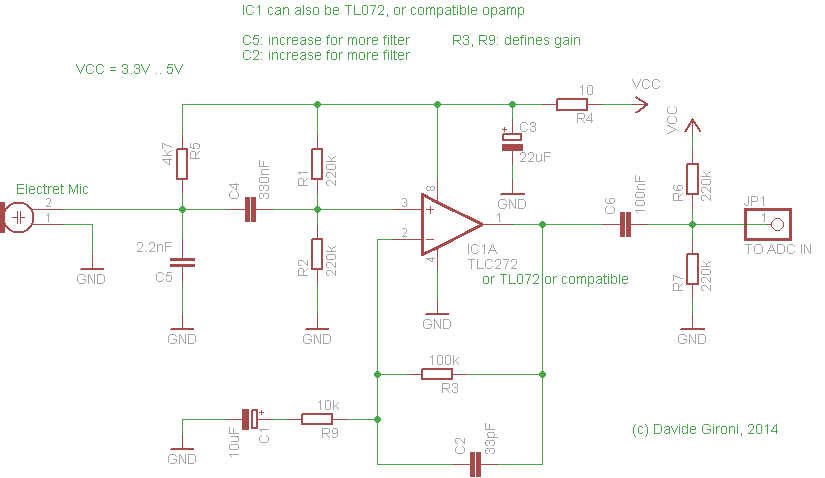 IC1 can also be TL072, or compatible opamp
C5: increase for more filter R3, R9: defines gain
C2: increase for more filter
VCC = 3.3V .. 5V
10
VCC
R4
VCC
C3
+
22uF
GND
4k7
R5
C4
330nF
R1
220k
Electret Mic
2
1
GND
2.2nF
C5
GND
R2
220k
GND
8
3
+
2
−
4
1
IC1A
TLC272
or TL072 or compatible
GND
C6
100nF
R6
220k
JP1
1
TO ADC IN
R7
220k
GND
100k
R3
10k
R9
10uF
C1
+
GND
C2
33pF
(c) Davide Gironi, 2014